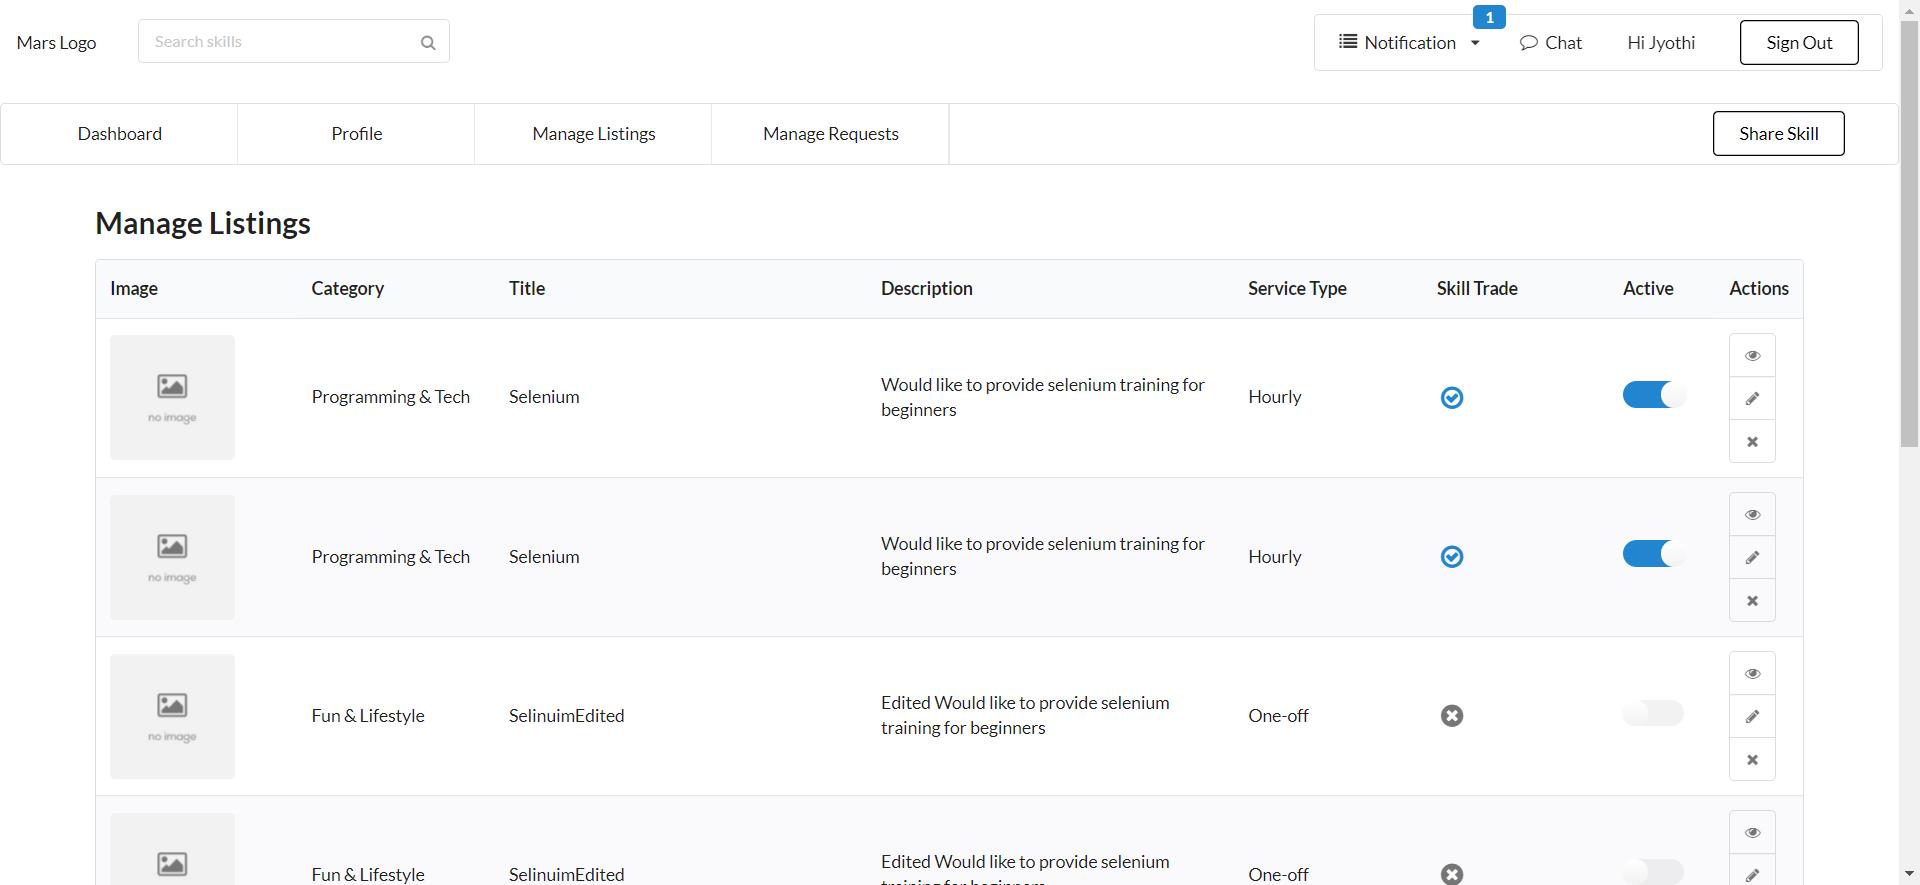 Mars Logo
Search skills
1
Notification
Chat
Hi Jyothi
Sign Out
Dashboard
Profile
Manage Listings
Manage Requests
Share Skill
Manage Listings
Image Category Title Description Service Type Skill Trade Active Actions
no image
Programming & Tech
Selenium
Would like to provide selenium training for
beginners
Hourly
no image
Programming & Tech
Selenium
Would like to provide selenium training for
beginners
Hourly
no image
Fun & Lifestyle
SelinuimEdited
Edited Would like to provide selenium
training for beginners
One-off
Fun & Lifestyle
SelinuimEdited
Edited Would like to provide selenium
One-off